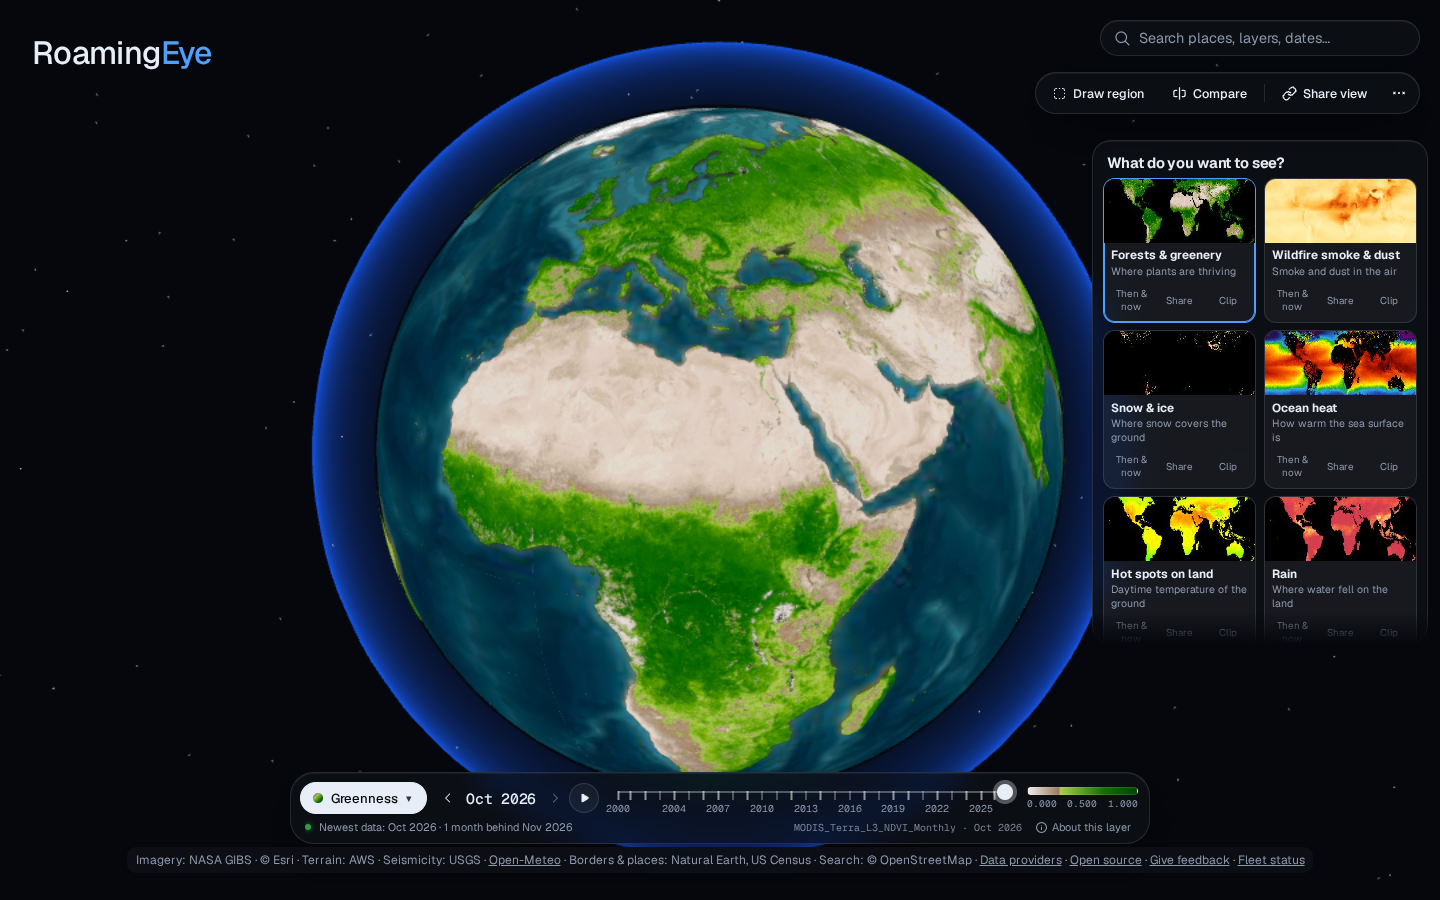 RoamingEye
Search places, layers, dates...
Draw region
Compare
Share view
What do you want to see?
Forests & greenery
Where plants are thriving
Then & now
Share
Clip
Wildfire smoke & dust
Smoke and dust in the air
Then & now
Share
Clip
Snow & ice
Where snow covers the ground
Then & now
Share
Clip
Ocean heat
How warm the sea surface is
Then & now
Share
Clip
Hot spots on land
Daytime temperature of the ground
Then & now
Share
Clip
Rain
Where water fell on the land
Then & now
Share
Clip
Greenness
Oct 2026
2000 2004 2007 2010 2013 2016 2019 2022 2025
0.000 0.500 1.000
Newest data: Oct 2026 · 1 month behind Nov 2026
MODIS_Terra_L3_NDVI_Monthly · Oct 2026
About this layer
Imagery: NASA GIBS · © Esri · Terrain: AWS · Seismicity: USGS · Open-Meteo · Borders & places: Natural Earth, US Census · Search: © OpenStreetMap · Data providers · Open source · Give feedback · Fleet status